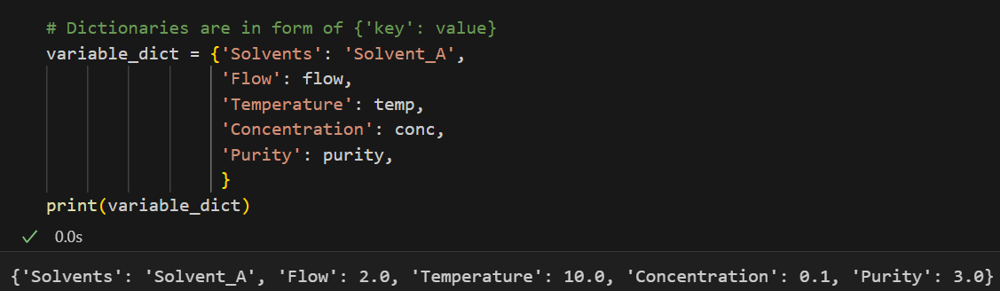 # Dictionaries are in form of {'key': value}
variable_dict = {'Solvents': 'Solvent_A',
'Flow': flow,
'Temperature': temp,
'Concentration': conc,
'Purity': purity,
}
print(variable_dict)
✓ 0.0s
{'Solvents': 'Solvent_A', 'Flow': 2.0, 'Temperature': 10.0, 'Concentration': 0.1, 'Purity': 3.0}